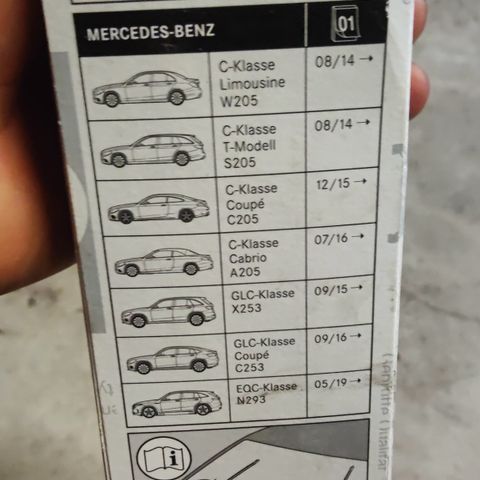 MERCEDES-BENZ 01
C-Klasse 08/14 →
Limousine
W205
C-Klasse 08/14 →
T-Modell
S205
C-Klasse 12/15 →
Coupé
C205
C-Klasse 07/16 →
Cabrio
A205
GLC-Klasse 09/15 →
X253
GLC-Klasse 09/16 →
Coupé
C253
EQC-Klasse 05/19 →
N293
i